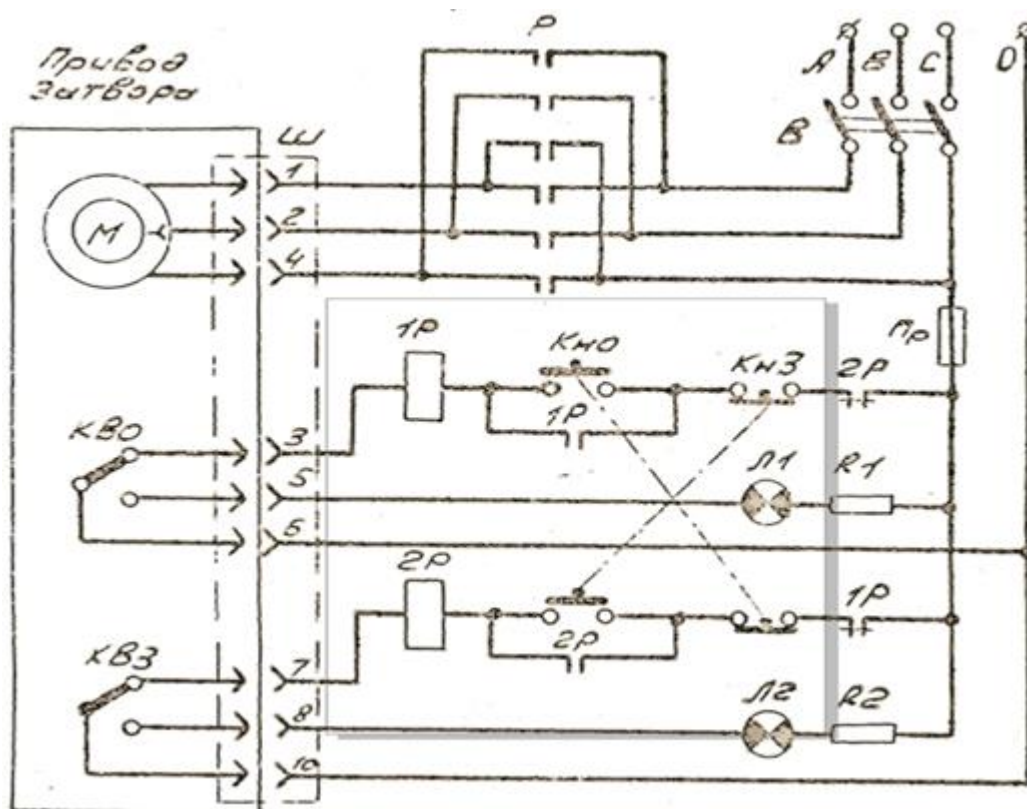 Привод
затвора
Р
А
В
С
О
В
Ш
1
М
2
4
Пр
1Р
КнО
КнЗ
2Р
1Р
КВО
3
Л1
R1
5
6
2Р
1Р
2Р
КВЗ
7
Л2
R2
8
10